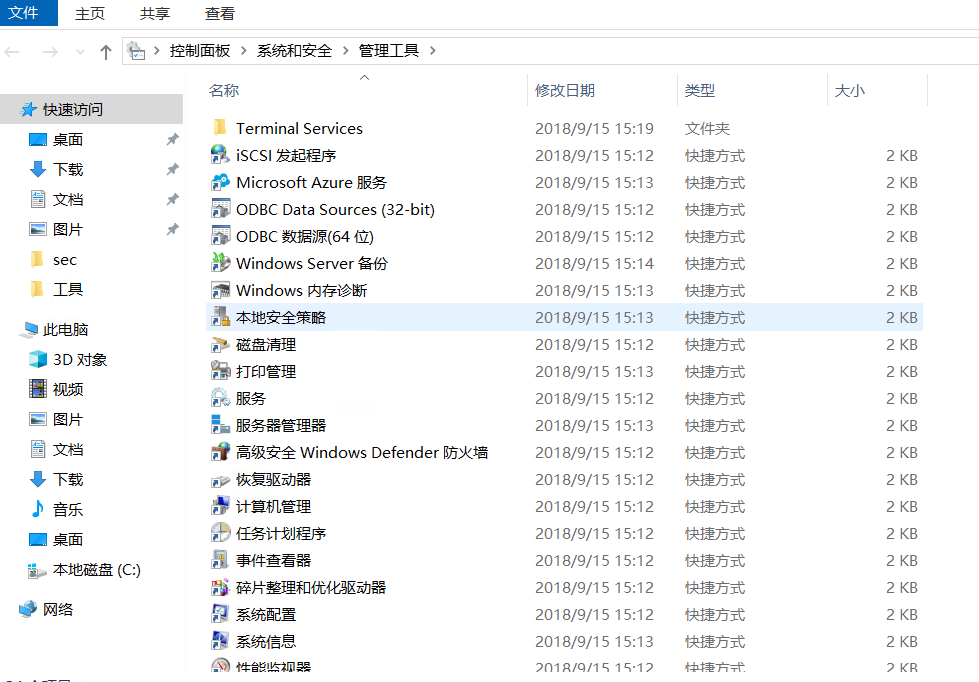 文件 主页 共享 查看
控制面板 系统和安全 管理工具
名称 修改日期 类型 大小
快速访问
桌面
下载
文档
图片
sec
工具
此电脑
3D 对象
视频
图片
文档
下载
音乐
桌面
本地磁盘 (C:)
网络
Terminal Services 2018/9/15 15:19 文件夹
iSCSI 发起程序 2018/9/15 15:12 快捷方式 2 KB
Microsoft Azure 服务 2018/9/15 15:13 快捷方式 2 KB
ODBC Data Sources (32-bit) 2018/9/15 15:12 快捷方式 2 KB
ODBC 数据源(64 位) 2018/9/15 15:12 快捷方式 2 KB
Windows Server 备份 2018/9/15 15:14 快捷方式 2 KB
Windows 内存诊断 2018/9/15 15:13 快捷方式 2 KB
本地安全策略 2018/9/15 15:13 快捷方式 2 KB
磁盘清理 2018/9/15 15:12 快捷方式 2 KB
打印管理 2018/9/15 15:13 快捷方式 2 KB
服务 2018/9/15 15:12 快捷方式 2 KB
服务器管理器 2018/9/15 15:13 快捷方式 2 KB
高级安全 Windows Defender 防火墙 2018/9/15 15:12 快捷方式 2 KB
恢复驱动器 2018/9/15 15:12 快捷方式 2 KB
计算机管理 2018/9/15 15:12 快捷方式 2 KB
任务计划程序 2018/9/15 15:12 快捷方式 2 KB
事件查看器 2018/9/15 15:12 快捷方式 2 KB
碎片整理和优化驱动器 2018/9/15 15:12 快捷方式 2 KB
系统配置 2018/9/15 15:12 快捷方式 2 KB
系统信息 2018/9/15 15:13 快捷方式 2 KB
性能监视器 2018/9/15 15:12 快捷方式 2 KB